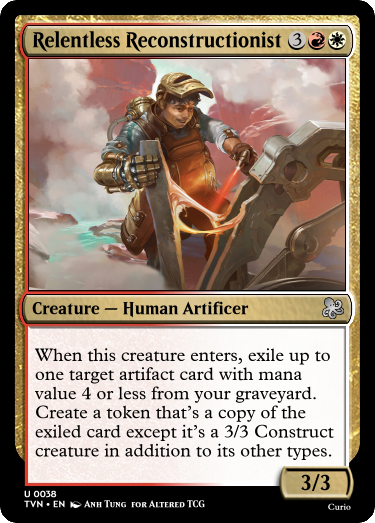 Relentless Reconstructionist 3
Creature — Human Artificer
When this creature enters, exile up to
one target artifact card with mana
value 4 or less from your graveyard.
Create a token that's a copy of the
exiled card except it's a 3/3 Construct
creature in addition to its other types.
3/3
U 0038
TVN • EN Anh Tung for Altered TCG
Curio